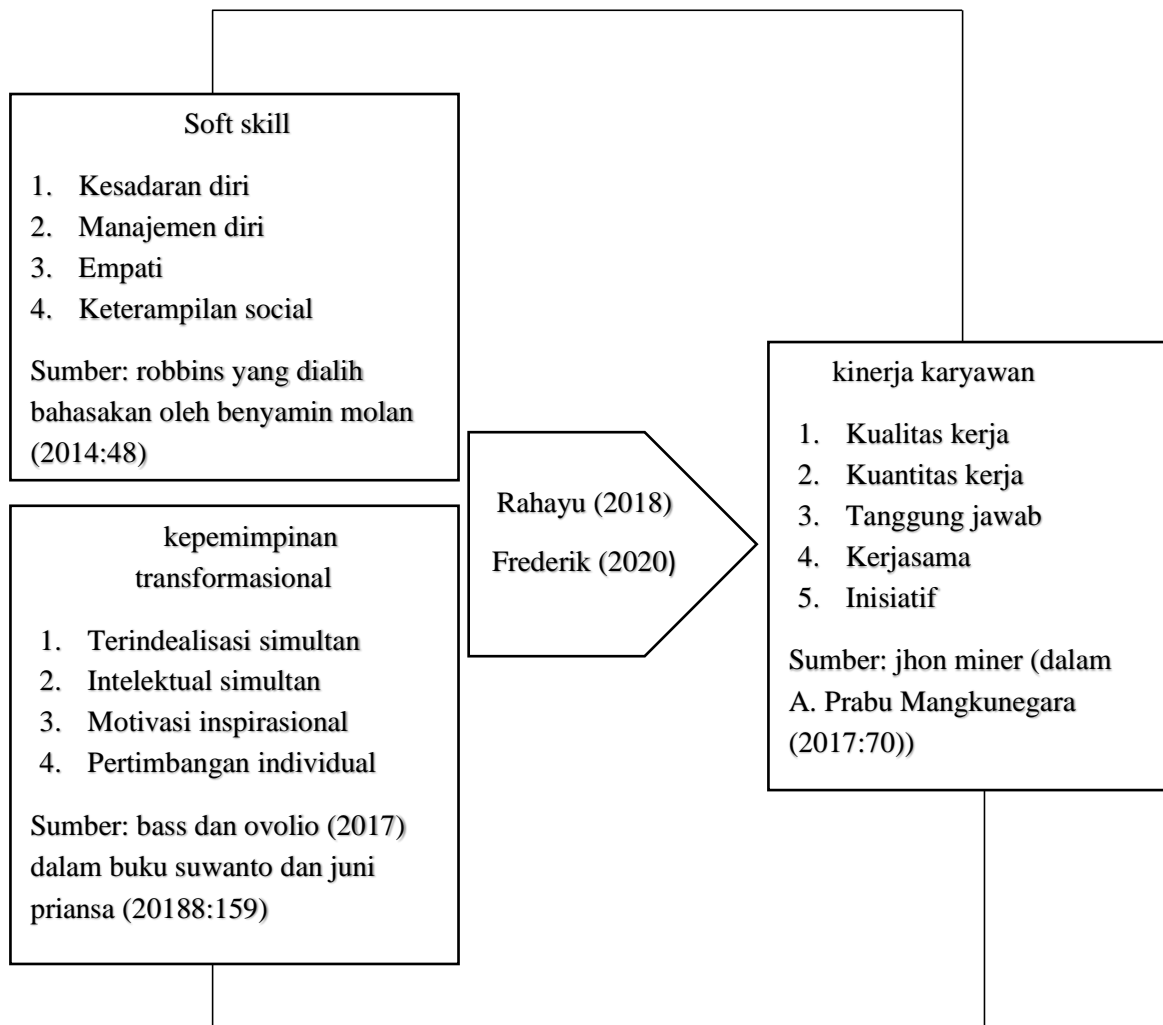 Soft skill
1. Kesadaran diri
2. Manajemen diri
3. Empati
4. Keterampilan social
Sumber: robbins yang dialih
bahasakan oleh benyamin molan
(2014:48)
kepemimpinan
transformasional
1. Terindealisasi simultan
2. Intelektual simultan
3. Motivasi inspirasional
4. Pertimbangan individual
Sumber: bass dan ovolio (2017)
dalam buku suwanto dan juni
priansa (20188:159)
Rahayu (2018)
Frederik (2020)
kinerja karyawan
1. Kualitas kerja
2. Kuantitas kerja
3. Tanggung jawab
4. Kerjasama
5. Inisiatif
Sumber: jhon miner (dalam
A. Prabu Mangkunegara
(2017:70))